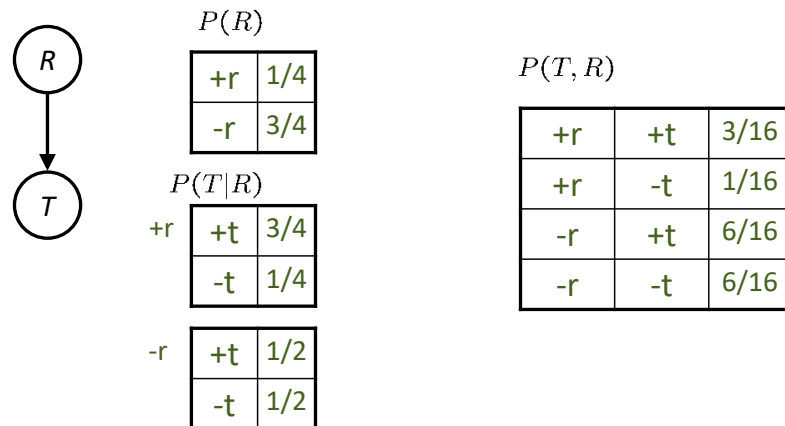 R
T
P(R)
+r 1/4
-r 3/4
P(T|R)
+r +t 3/4
-t 1/4
-r +t 1/2
-t 1/2
P(T, R)
+r +t 3/16
+r -t 1/16
-r +t 6/16
-r -t 6/16